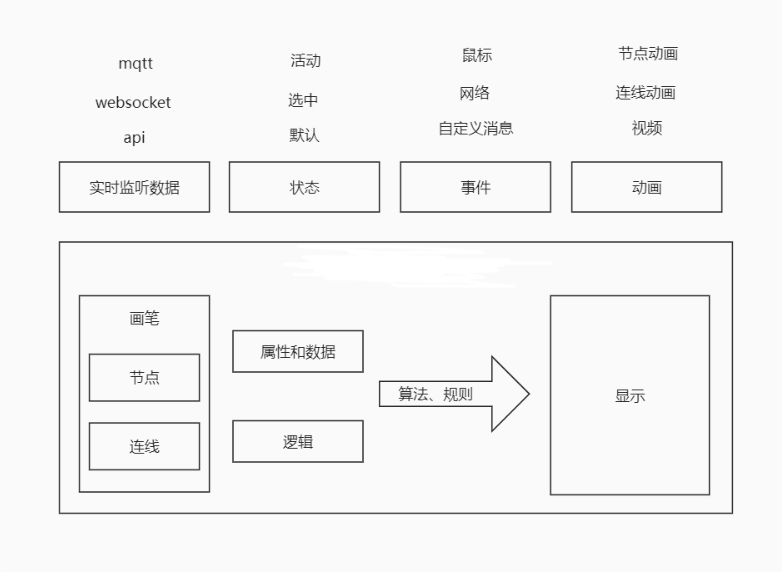 mqtt
活动
鼠标
节点动画
websocket
选中
网络
连线动画
api
默认
自定义消息
视频
实时监听数据
状态
事件
动画
画笔
节点
连线
属性和数据
逻辑
算法、规则
显示